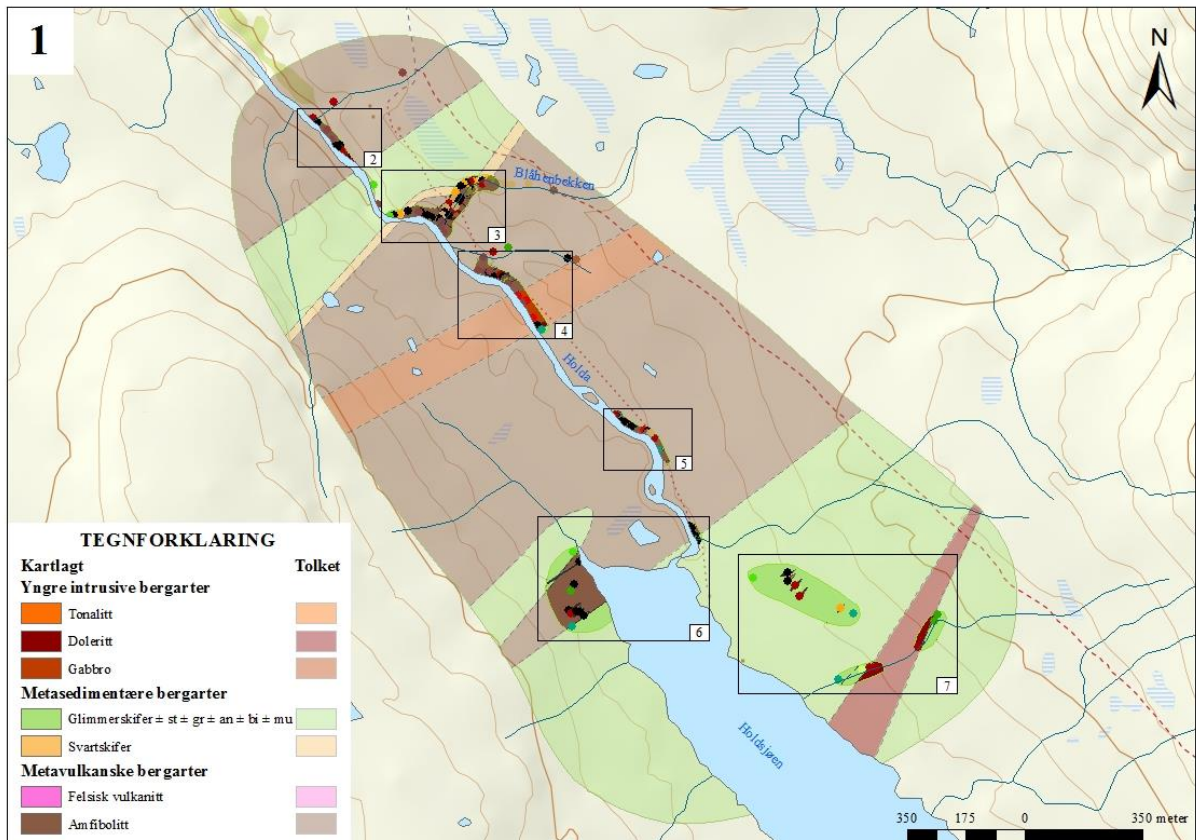 1
N
2
Blåhenbekken
3
4
Holda
5
6
7
Holdsjøen
TEGNFORKLARING
Kartlagt Tolket
Yngre intrusive bergarter
Tonalitt
Doleritt
Gabbro
Metasedimentære bergarter
Glimmerskifer ± st ± gr ± an ± bi ± mu
Svartskifer
Metavulkanske bergarter
Felsisk vulkanitt
Amfibolitt
350 175 0 350 meter